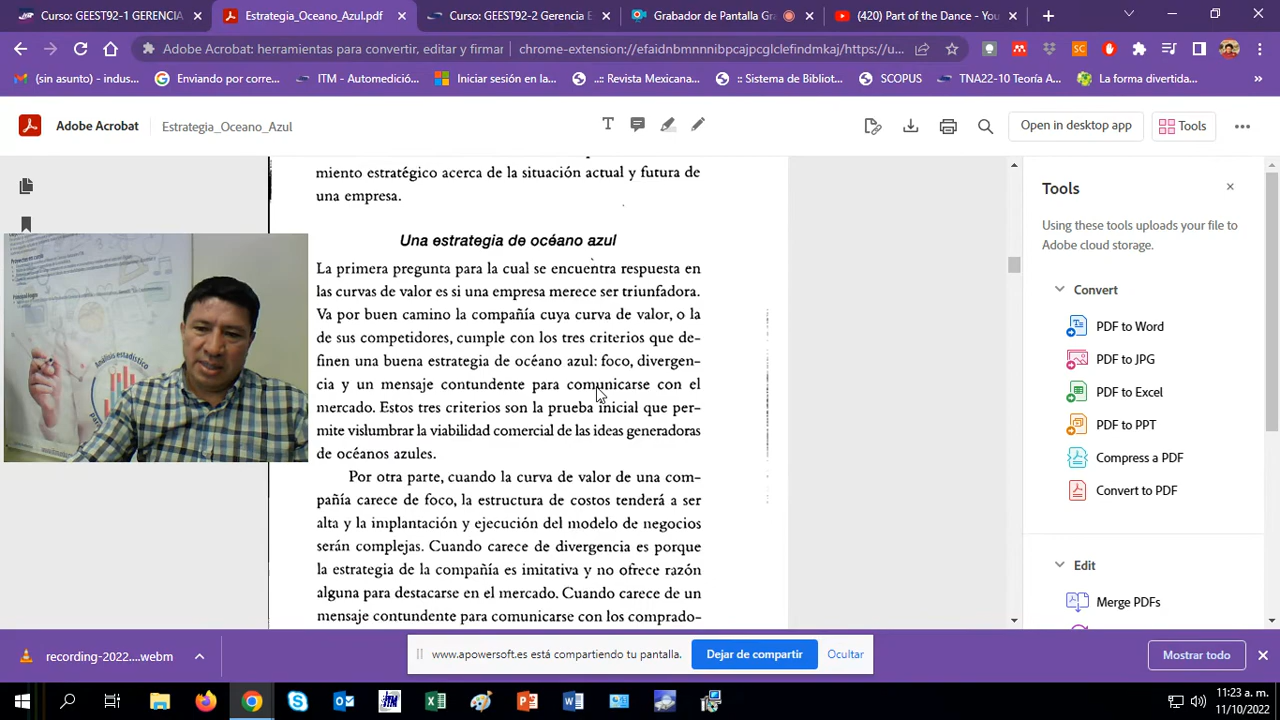 Curso: GEEST92-1 GERENCIA
Estrategia_Oceano_Azul.pdf
Curso: GEEST92-2 Gerencia E
Grabador de Pantalla Gra
(420) Part of the Dance - You
Adobe Acrobat: herramientas para convertir, editar y firmar
chrome-extension://efaidnbmnnnibpcajpcglclefindmkaj/https://u...
(sin asunto) - indus...
Enviando por corre...
ITM - Automedició...
Iniciar sesión en la...
..: Revista Mexicana...
:: Sistema de Bibliot...
SCOPUS
TNA22-10 Teoría A...
La forma divertida...
Adobe Acrobat
Estrategia_Oceano_Azul
Open in desktop app
Tools
miento estratégico acerca de la situación actual y futura de
una empresa.
Una estrategia de océano azul
La primera pregunta para la cual se encuentra respuesta en
las curvas de valor es si una empresa merece ser triunfadora.
Va por buen camino la compañía cuya curva de valor, o la
de sus competidores, cumple con los tres criterios que de-
finen una buena estrategia de océano azul: foco, divergen-
cia y un mensaje contundente para comunicarse con el
mercado. Estos tres criterios son la prueba inicial que per-
mite vislumbrar la viabilidad comercial de las ideas generadoras
de océanos azules.
Por otra parte, cuando la curva de valor de una com-
pañía carece de foco, la estructura de costos tenderá a ser
alta y la implantación y ejecución del modelo de negocios
serán complejas. Cuando carece de divergencia es porque
la estrategia de la compañía es imitativa y no ofrece razón
alguna para destacarse en el mercado. Cuando carece de un
mensaje contundente para comunicarse con los comprado-
Análisis estadístico
Tools
Using these tools uploads your file to
Adobe cloud storage.
Convert
PDF to Word
PDF to JPG
PDF to Excel
PDF to PPT
Compress a PDF
Convert to PDF
Edit
Merge PDFs
recording-2022....webm
www.apowersoft.es está compartiendo tu pantalla.
Dejar de compartir
Ocultar
Mostrar todo
11:23 a. m.
11/10/2022